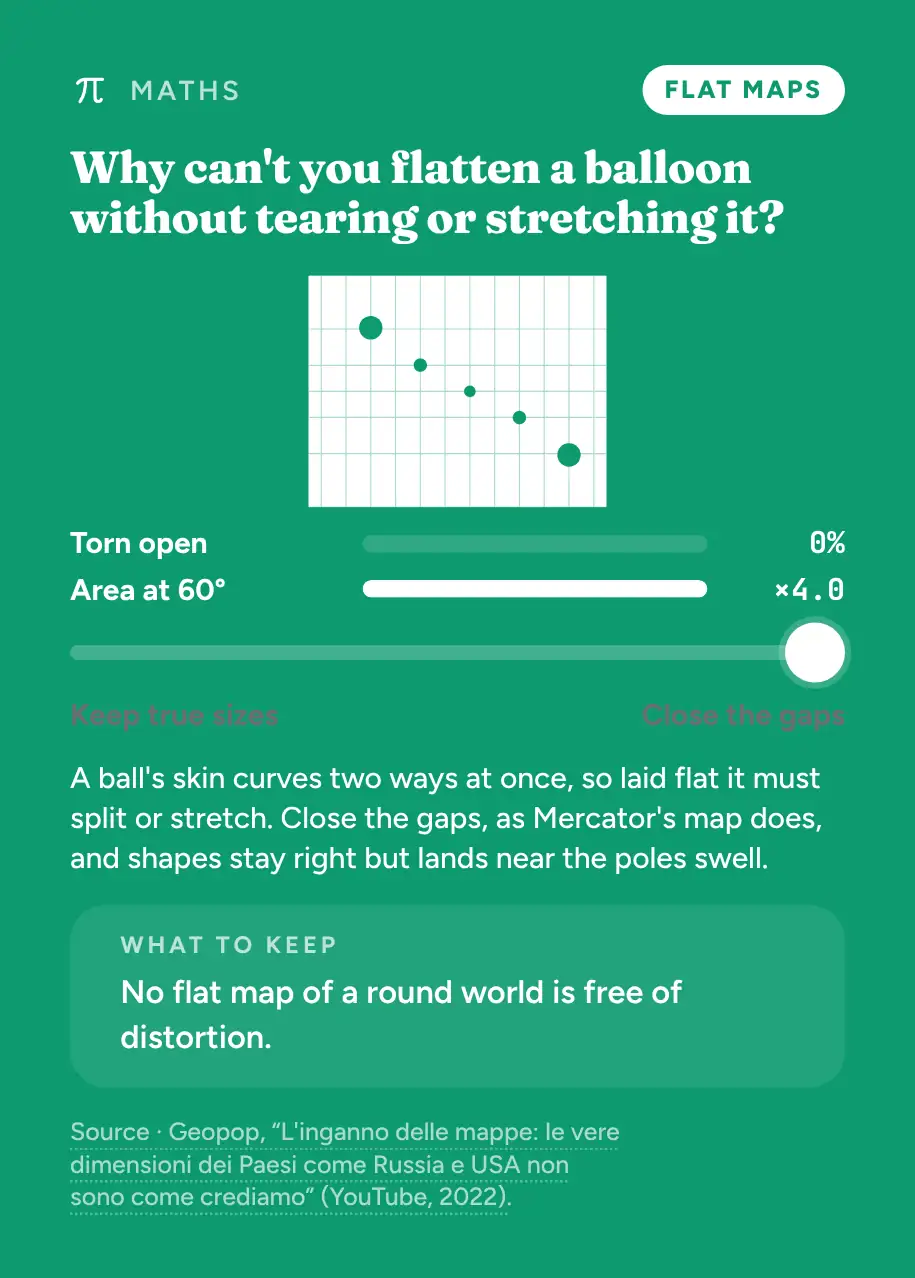 π MATHS
FLAT MAPS
Why can't you flatten a balloon
without tearing or stretching it?
Torn open 0%
Area at 60° ×4.0
Keep true sizes Close the gaps
A ball's skin curves two ways at once, so laid flat it must
split or stretch. Close the gaps, as Mercator's map does,
and shapes stay right but lands near the poles swell.
WHAT TO KEEP
No flat map of a round world is free of
distortion.
Source · Geopop, “L'inganno delle mappe: le vere
dimensioni dei Paesi come Russia e USA non
sono come crediamo” (YouTube, 2022).